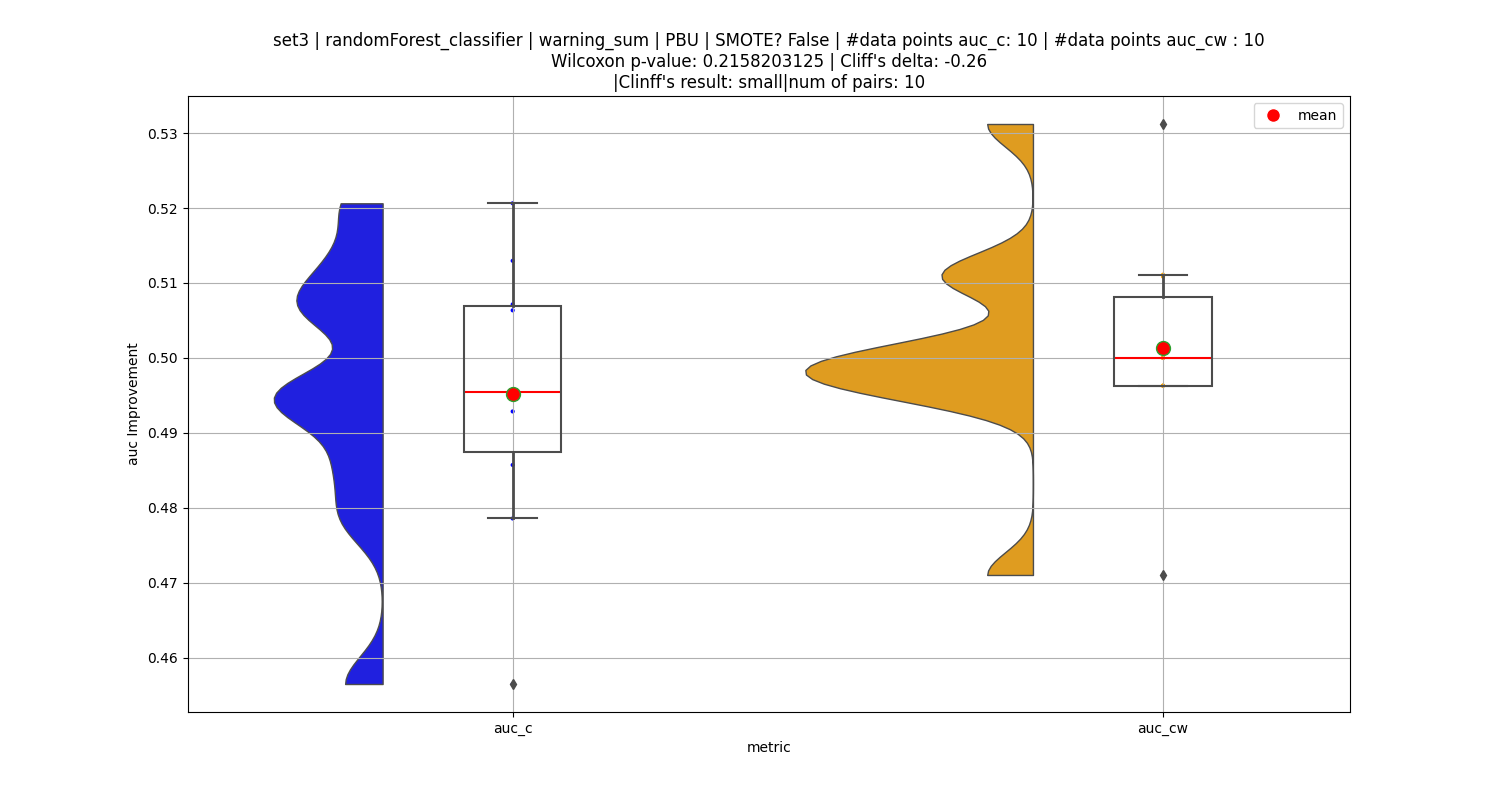 set3 | randomForest_classifier | warning_sum | PBU | SMOTE? False | #data points auc_c: 10 | #data points auc_cw : 10
Wilcoxon p-value: 0.2158203125 | Cliff's delta: -0.26
|Clinff's result: small|num of pairs: 10
mean
0.53
0.52
0.51
0.50
0.49
0.48
0.47
0.46
auc Improvement
auc_c
auc_cw
metric